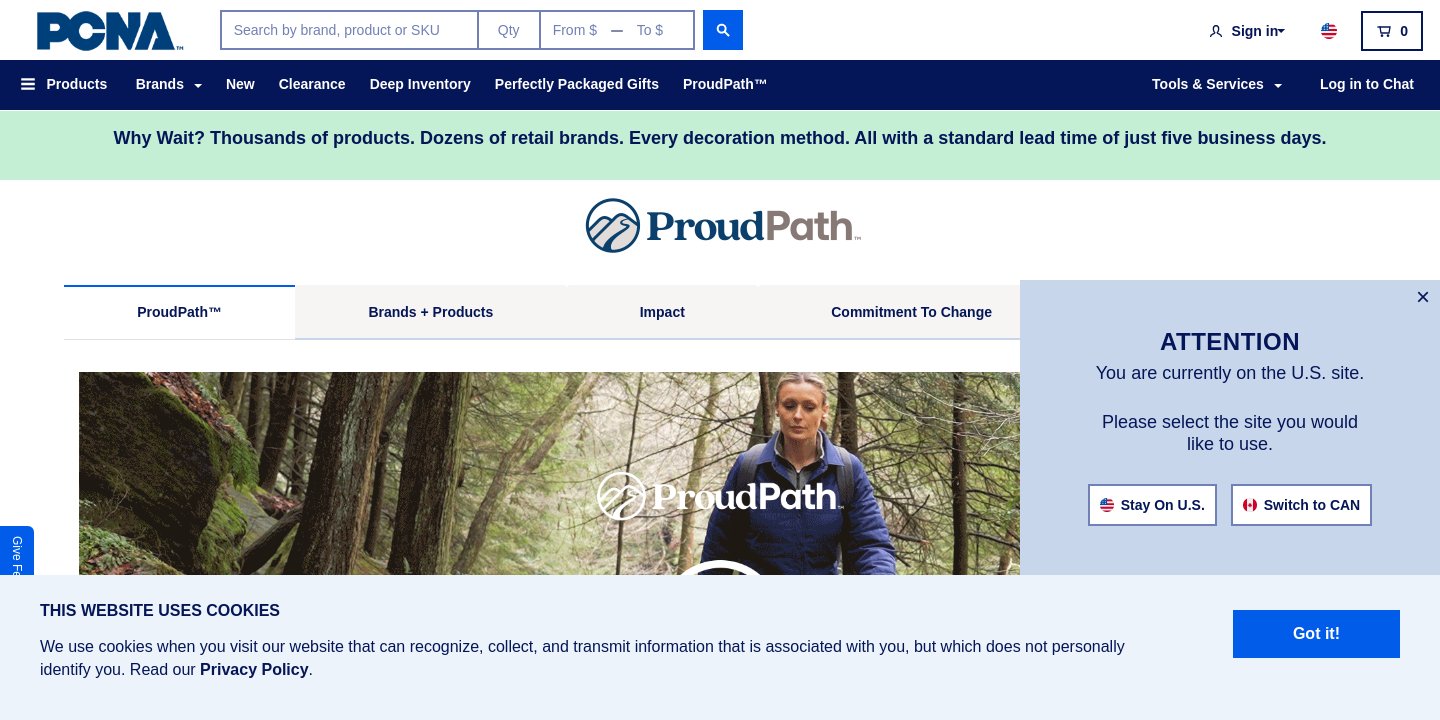 PCNA™
Search by brand, product or SKU
Qty
From $ — To $
Sign in
0
Products
Brands
New
Clearance
Deep Inventory
Perfectly Packaged Gifts
ProudPath™
Tools & Services
Log in to Chat
Why Wait? Thousands of products. Dozens of retail brands. Every decoration method. All with a standard lead time of just five business days.
ProudPath™
ProudPath™
Brands + Products
Impact
Commitment To Change
×
ATTENTION
You are currently on the U.S. site.
Please select the site you would
like to use.
Stay On U.S.
Switch to CAN
ProudPath™
Give
THIS WEBSITE USES COOKIES
We use cookies when you visit our website that can recognize, collect, and transmit information that is associated with you, but which does not personally
identify you. Read our Privacy Policy.
Got it!